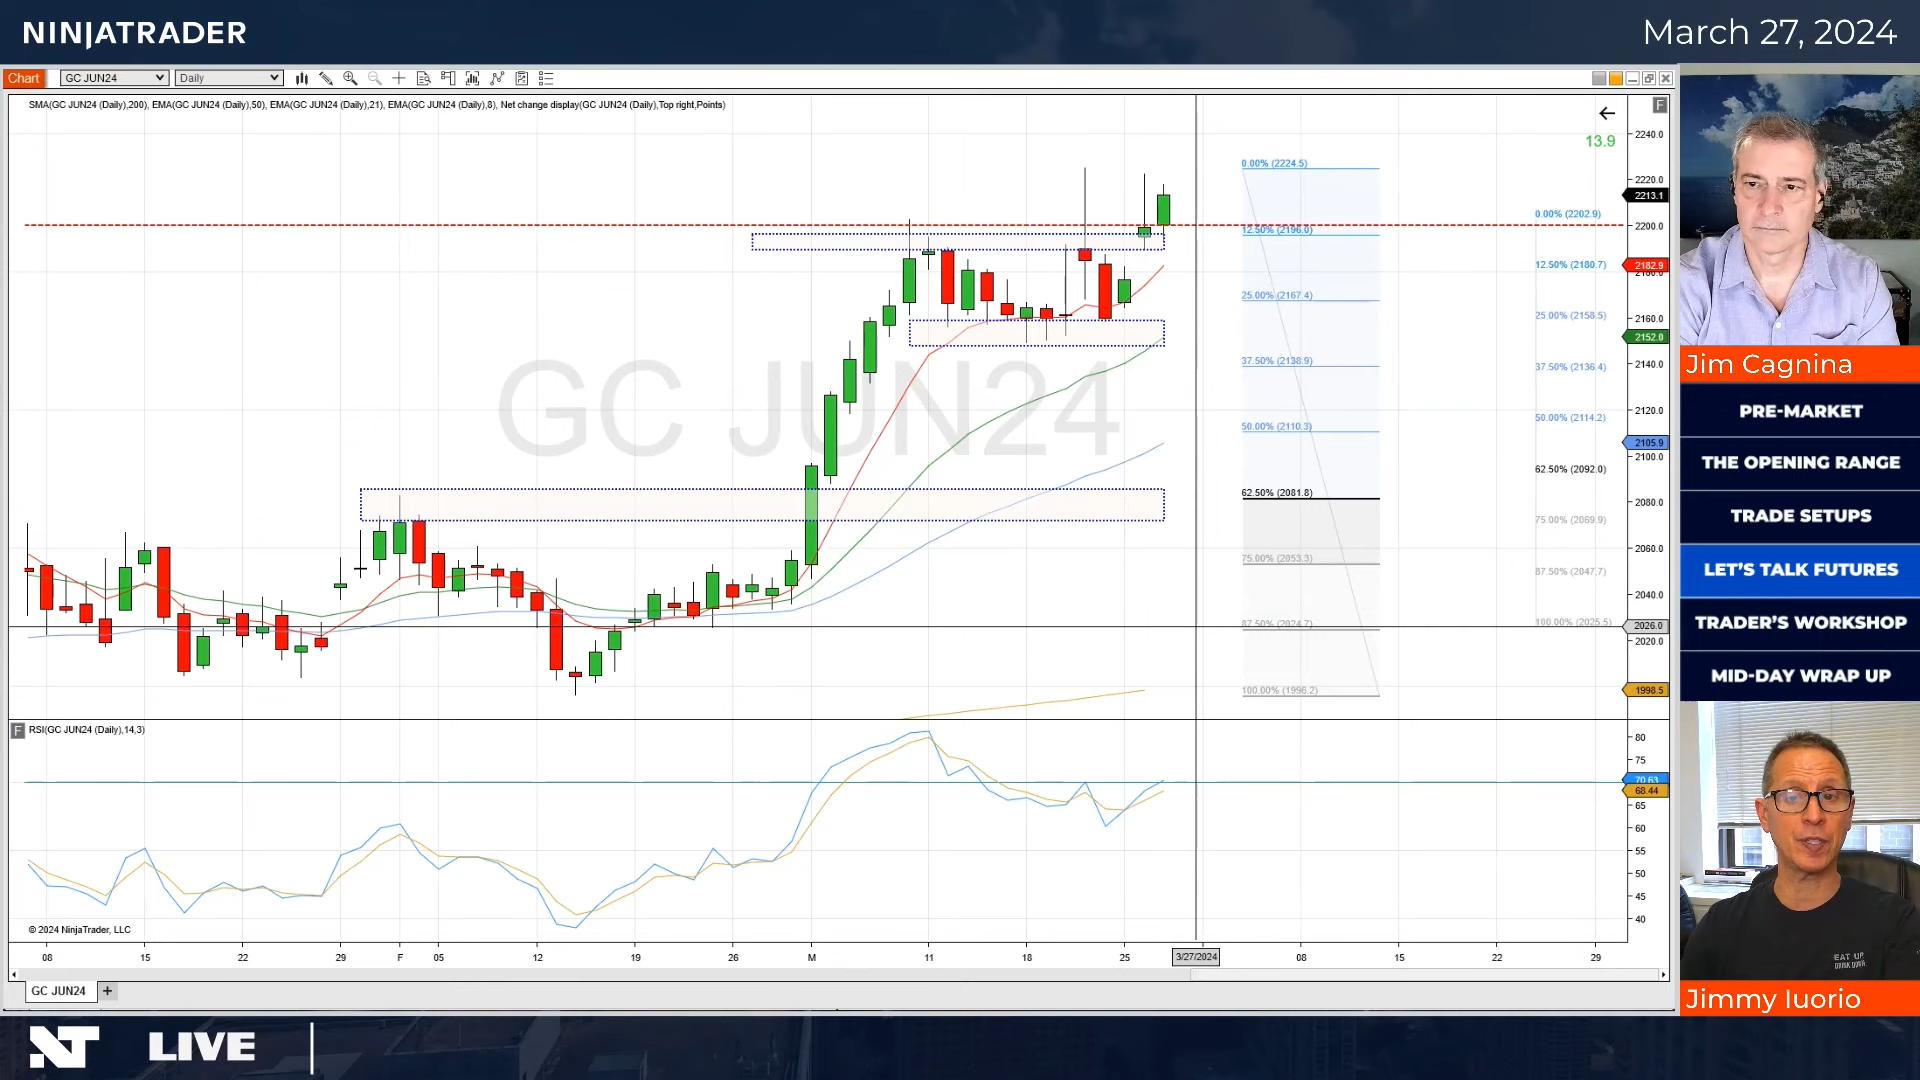 NINJATRADER
March 27, 2024
Chart
GC JUN24
Daily
SMA(GC JUN24 (Daily),200), EMA(GC JUN24 (Daily),50), EMA(GC JUN24 (Daily),21), EMA(GC JUN24 (Daily),8), Net change display(GC JUN24 (Daily),Top right,Points)
F
13.9
2240.0
2220.0
2213.1
2200.0
2182.9
2160.0
2152.0
2140.0
2120.0
2105.9
2100.0
2080.0
2060.0
2040.0
2026.0
2020.0
1998.5
0.00% (2224.5)
12.50% (2196.0)
25.00% (2167.4)
37.50% (2138.9)
50.00% (2110.3)
62.50% (2081.8)
75.00% (2053.3)
87.50% (2024.7)
100.00% (1996.2)
0.00% (2202.9)
12.50% (2180.7)
25.00% (2158.5)
37.50% (2136.4)
50.00% (2114.2)
62.50% (2092.0)
75.00% (2069.9)
87.50% (2047.7)
100.00% (2025.5)
GC JUN24
F
RSI(GC JUN24 (Daily),14,3)
80
75
70.63
68.44
65
60
55
50
45
40
© 2024 NinjaTrader, LLC
08
15
22
29
F
05
12
19
26
M
11
18
25
3/27/2024
08
15
22
29
GC JUN24
+
Jim Cagnina
PRE-MARKET
THE OPENING RANGE
TRADE SETUPS
LET'S TALK FUTURES
TRADER'S WORKSHOP
MID-DAY WRAP UP
EAT UP.
DRINK DOWN.
Jimmy Iuorio
NT LIVE